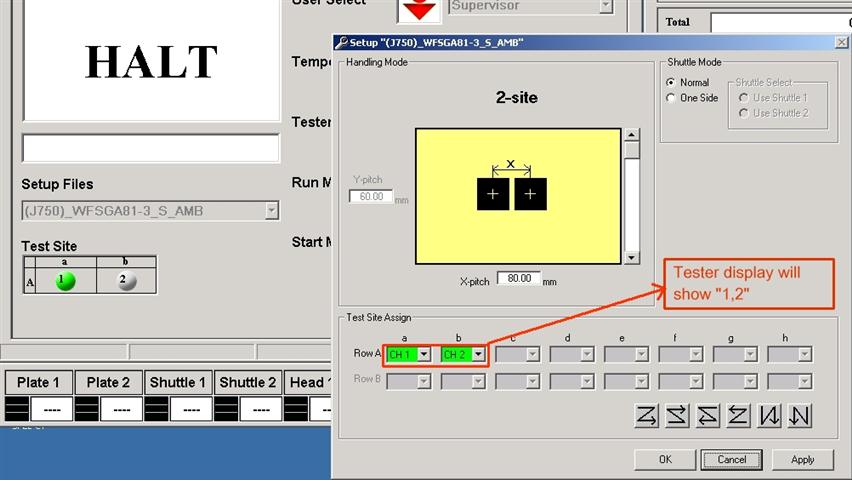 User Select
Supervisor
HALT
Tempe
Tester
Setup Files
Run M
(J750)_WFSGA81-3_S_AMB
Test Site
Start M
a b
A 1 2
Plate 1 Plate 2 Shuttle 1 Shuttle 2 Head 1
---- ---- ---- ----
Total
Setup "(J750)_WFSGA81-3_S_AMB"
Handling Mode
2-site
X
Y-pitch
60.00 mm
X-pitch 80.00 mm
Shuttle Mode
Normal
One Side
Shuttle Select
Use Shuttle 1
Use Shuttle 2
Tester display will
show "1,2"
Test Site Assign
a b c d e f g h
Row A CH 1 CH 2
Row B
OK Cancel Apply